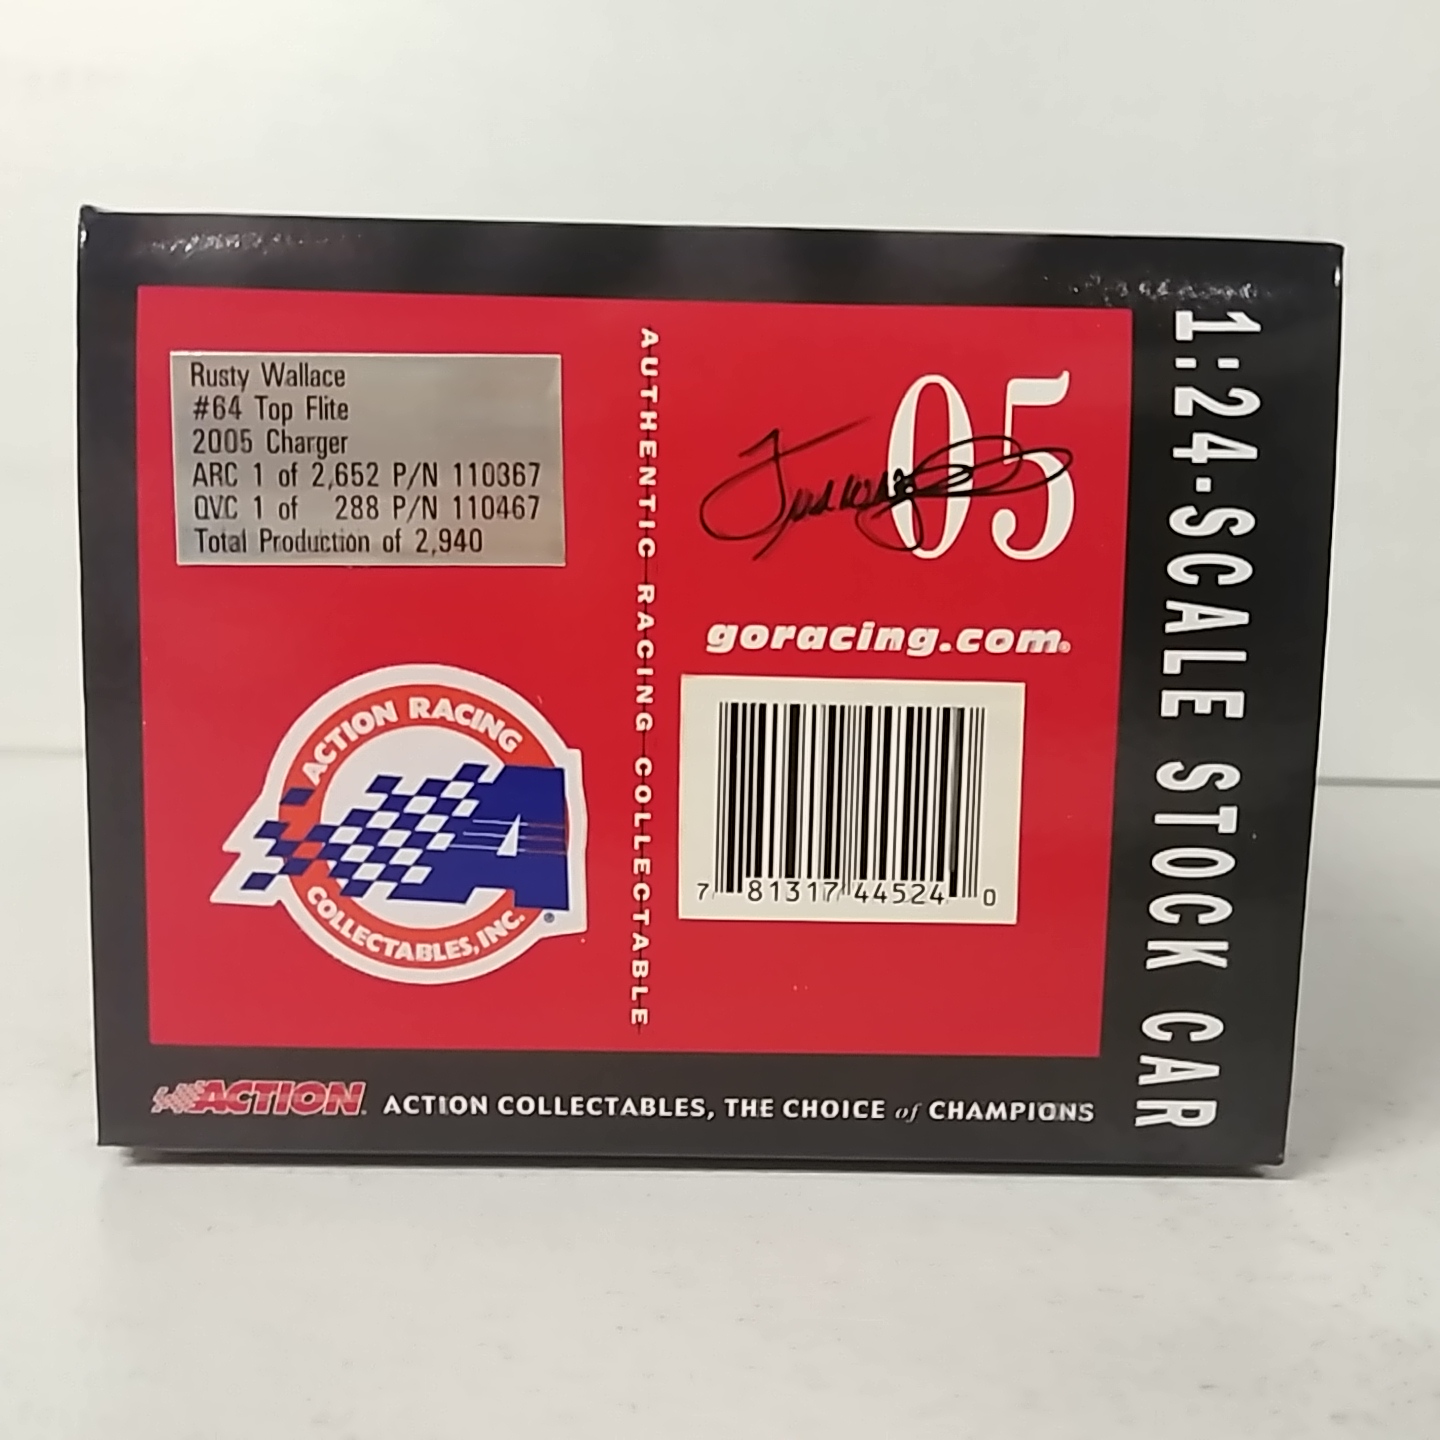 Rusty Wallace
#64 Top Flite
2005 Charger
ARC 1 of 2,652 P/N 110367
QVC 1 of 288 P/N 110467
Total Production of 2,940
ACTION RACING
COLLECTABLES, INC.
®
AUTHENTIC RACING COLLECTABLE
05
goracing.com®
7 81317 44524 0
1:24-SCALE STOCK CAR
ACTION® ACTION COLLECTABLES, THE CHOICE of CHAMPIONS